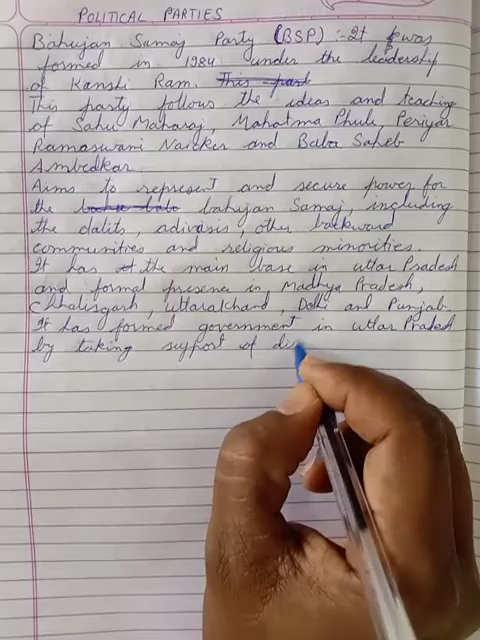 POLITICAL PARTIES
Bahujan Samaj Party (BSP) :- It was
formed in 1984 under the leadership
of Kanshi Ram. This part
This party follows the ideas and teaching
of Sahu Maharaj, Mahatma Phule, Periyar
Ramaswani Naicker and Baba Saheb
Ambedkar.
Aims to represent and secure power for
the bahujan Samaj, including
the dalits, adivasis, other backward
communities and religious minorities.
It has the main base in uttar Pradesh
and formal presence in, Madhya Pradesh,
Chhatisgarh, uttarakhand, Delhi and Punjab.
It has formed government in uttar Pradesh
by taking support of di